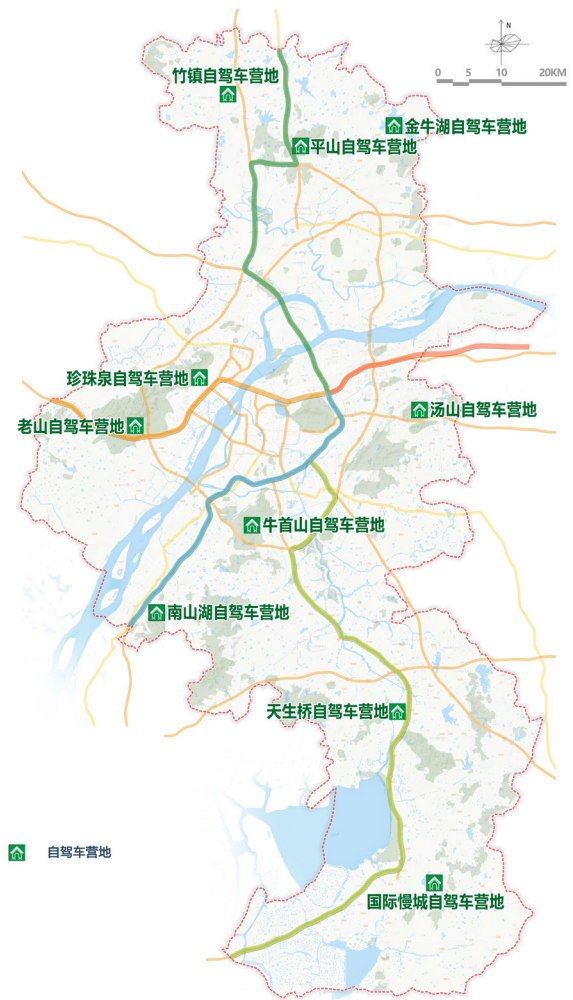 N
0 5 10 20KM
竹镇自驾车营地
金牛湖自驾车营地
平山自驾车营地
珍珠泉自驾车营地
汤山自驾车营地
老山自驾车营地
牛首山自驾车营地
南山湖自驾车营地
天生桥自驾车营地
自驾车营地
国际慢城自驾车营地